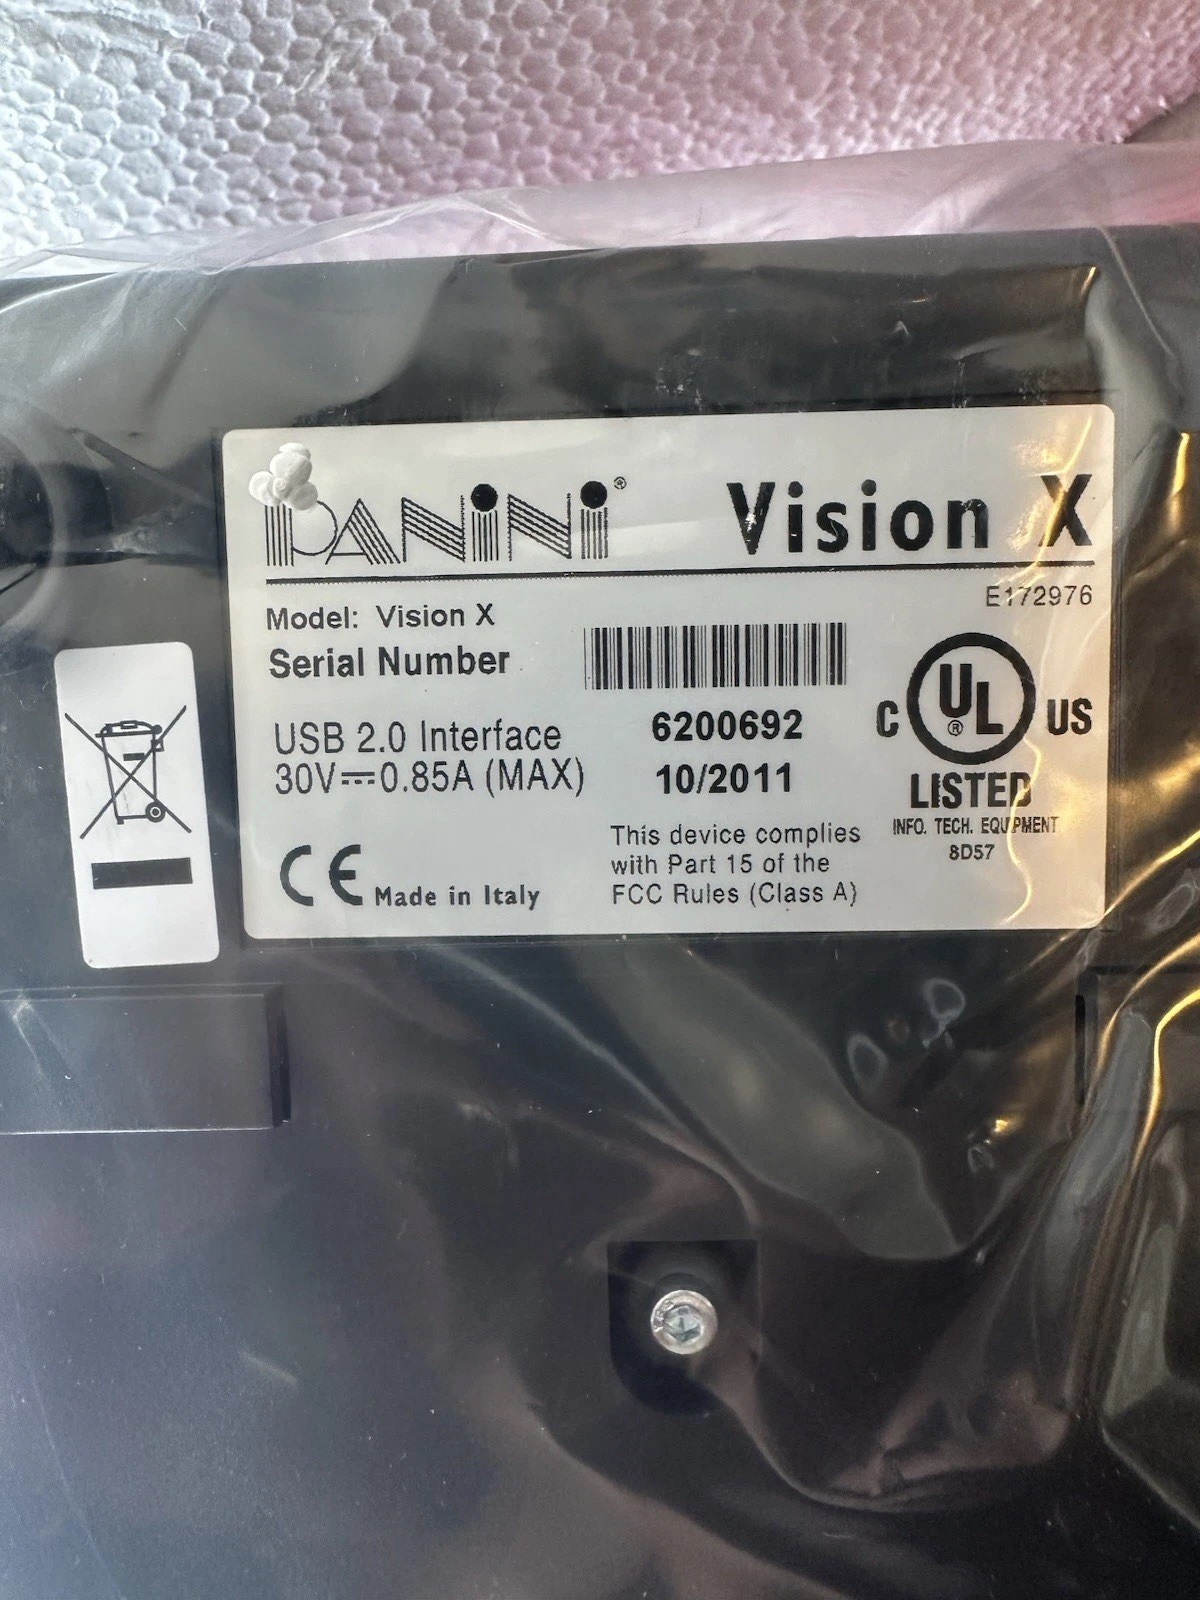 PANiNi®
Vision X
E172976
Model: Vision X
Serial Number
USB 2.0 Interface
6200692
30V⎓0.85A (MAX)
10/2011
C UL® US
LISTED
INFO. TECH. EQUIPMENT
8D57
This device complies
with Part 15 of the
FCC Rules (Class A)
CE Made in Italy